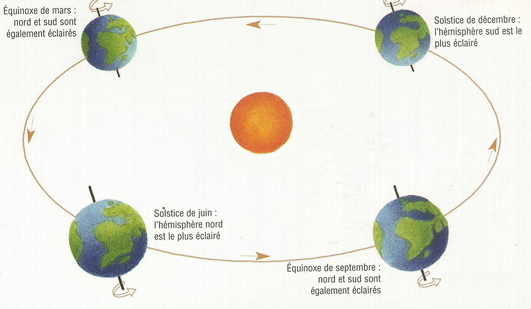 Équinoxe de mars :
nord et sud sont
également éclairés
Solstice de décembre :
l'hémisphère sud est le
plus éclairé
Solstice de juin :
l'hémisphère nord
est le plus éclairé
Équinoxe de septembre :
nord et sud sont
également éclairés